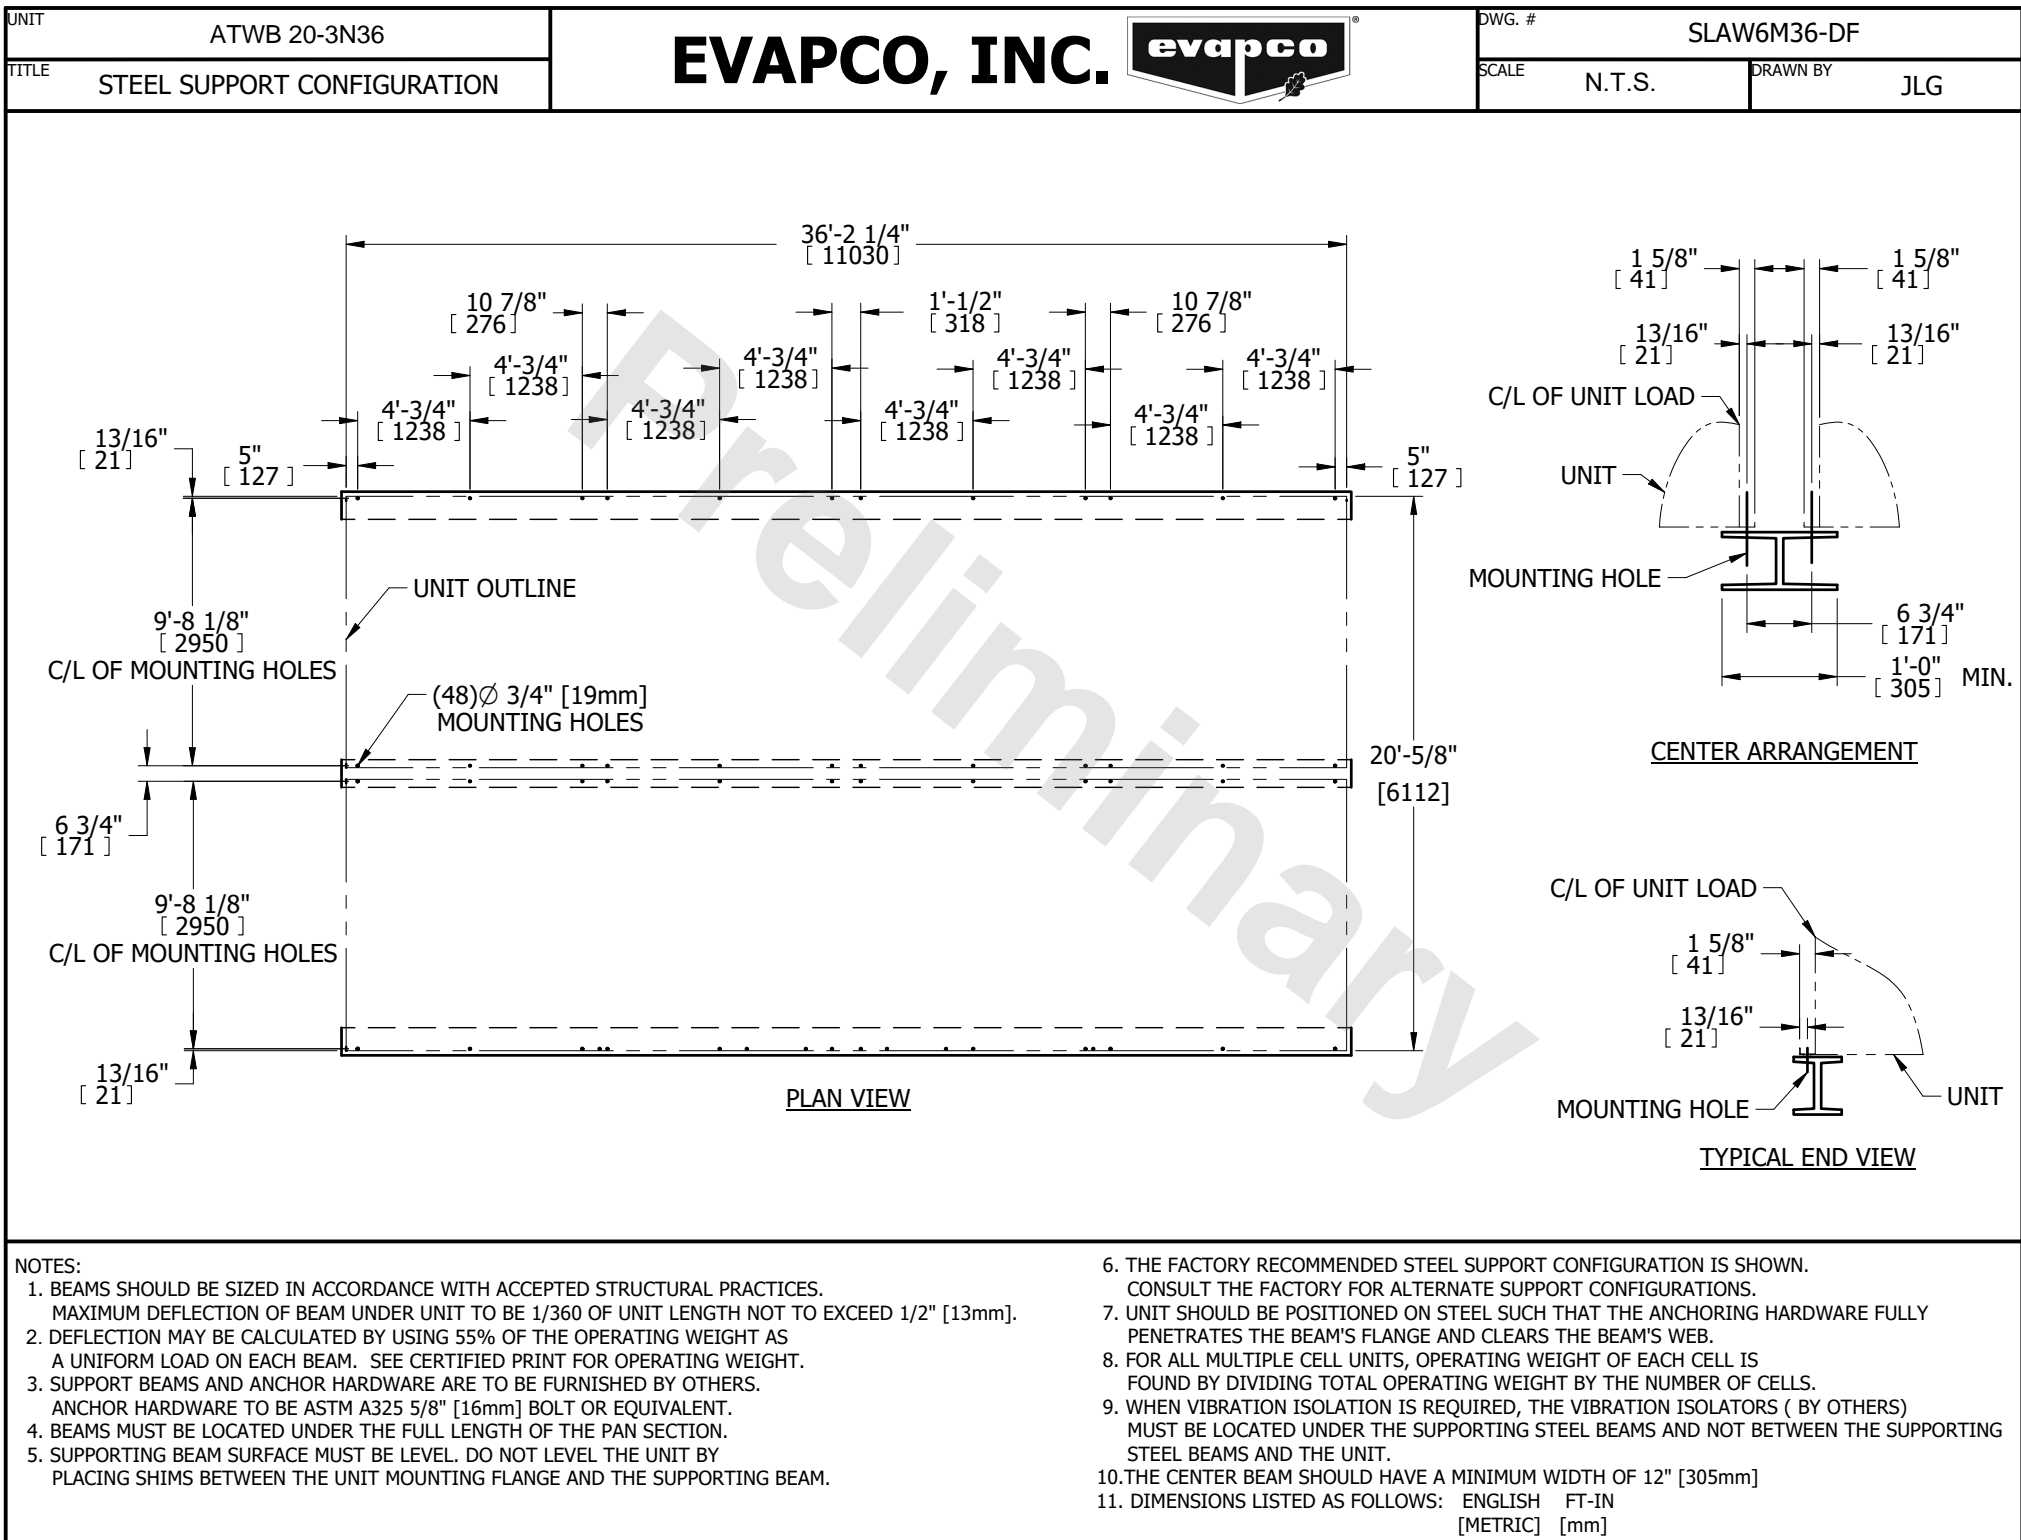 UNIT
ATWB 20-3N36
TITLE
STEEL SUPPORT CONFIGURATION
EVAPCO, INC.
evapco
®
DWG. #
SLAW6M36-DF
SCALE
N.T.S.
DRAWN BY
JLG
36'-2 1/4"
[ 11030 ]
10 7/8"
[ 276 ]
1'-1/2"
[ 318 ]
10 7/8"
[ 276 ]
4'-3/4"
[ 1238 ]
4'-3/4"
[ 1238 ]
4'-3/4"
[ 1238 ]
4'-3/4"
[ 1238 ]
4'-3/4"
[ 1238 ]
4'-3/4"
[ 1238 ]
4'-3/4"
[ 1238 ]
4'-3/4"
[ 1238 ]
13/16"
[ 21 ]
5"
[ 127 ]
5"
[ 127 ]
UNIT OUTLINE
9'-8 1/8"
[ 2950 ]
C/L OF MOUNTING HOLES
(48)Ø 3/4" [19mm]
MOUNTING HOLES
20'-5/8"
[6112]
6 3/4"
[ 171 ]
9'-8 1/8"
[ 2950 ]
C/L OF MOUNTING HOLES
13/16"
[ 21 ]
PLAN VIEW
Preliminary
1 5/8"
[ 41 ]
1 5/8"
[ 41 ]
13/16"
[ 21 ]
13/16"
[ 21 ]
C/L OF UNIT LOAD
UNIT
MOUNTING HOLE
6 3/4"
[ 171 ]
1'-0"
[ 305 ] MIN.
CENTER ARRANGEMENT
C/L OF UNIT LOAD
1 5/8"
[ 41 ]
13/16"
[ 21 ]
MOUNTING HOLE
UNIT
TYPICAL END VIEW
NOTES:
1. BEAMS SHOULD BE SIZED IN ACCORDANCE WITH ACCEPTED STRUCTURAL PRACTICES.
MAXIMUM DEFLECTION OF BEAM UNDER UNIT TO BE 1/360 OF UNIT LENGTH NOT TO EXCEED 1/2" [13mm].
2. DEFLECTION MAY BE CALCULATED BY USING 55% OF THE OPERATING WEIGHT AS
A UNIFORM LOAD ON EACH BEAM. SEE CERTIFIED PRINT FOR OPERATING WEIGHT.
3. SUPPORT BEAMS AND ANCHOR HARDWARE ARE TO BE FURNISHED BY OTHERS.
ANCHOR HARDWARE TO BE ASTM A325 5/8" [16mm] BOLT OR EQUIVALENT.
4. BEAMS MUST BE LOCATED UNDER THE FULL LENGTH OF THE PAN SECTION.
5. SUPPORTING BEAM SURFACE MUST BE LEVEL. DO NOT LEVEL THE UNIT BY
PLACING SHIMS BETWEEN THE UNIT MOUNTING FLANGE AND THE SUPPORTING BEAM.
6. THE FACTORY RECOMMENDED STEEL SUPPORT CONFIGURATION IS SHOWN.
CONSULT THE FACTORY FOR ALTERNATE SUPPORT CONFIGURATIONS.
7. UNIT SHOULD BE POSITIONED ON STEEL SUCH THAT THE ANCHORING HARDWARE FULLY
PENETRATES THE BEAM'S FLANGE AND CLEARS THE BEAM'S WEB.
8. FOR ALL MULTIPLE CELL UNITS, OPERATING WEIGHT OF EACH CELL IS
FOUND BY DIVIDING TOTAL OPERATING WEIGHT BY THE NUMBER OF CELLS.
9. WHEN VIBRATION ISOLATION IS REQUIRED, THE VIBRATION ISOLATORS ( BY OTHERS)
MUST BE LOCATED UNDER THE SUPPORTING STEEL BEAMS AND NOT BETWEEN THE SUPPORTING
STEEL BEAMS AND THE UNIT.
10.THE CENTER BEAM SHOULD HAVE A MINIMUM WIDTH OF 12" [305mm]
11. DIMENSIONS LISTED AS FOLLOWS: ENGLISH FT-IN
[METRIC] [mm]